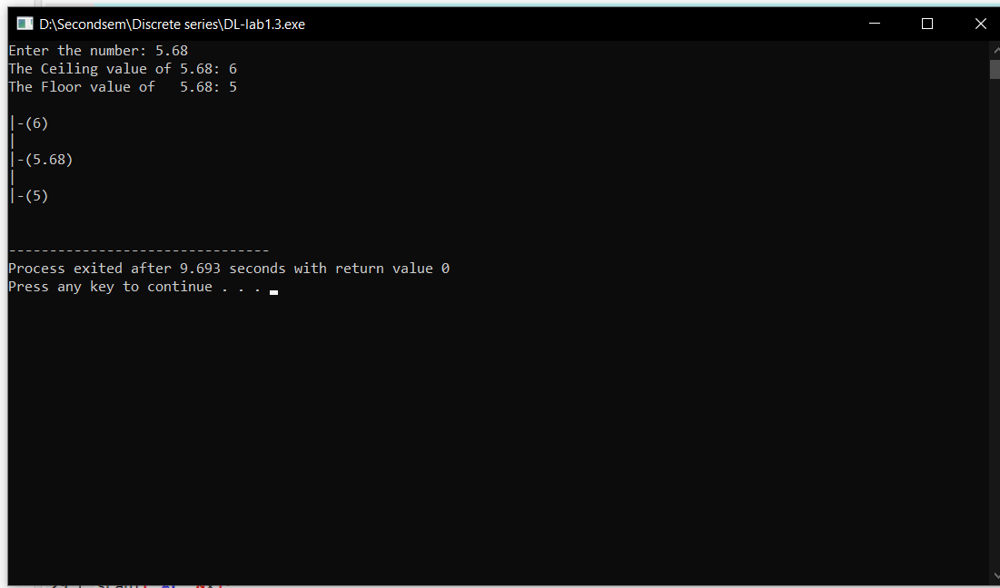 D:\Secondsem\Discrete series\DL-lab1.3.exe
Enter the number: 5.68
The Ceiling value of 5.68: 6
The Floor value of   5.68: 5
|-(6)
|
|-(5.68)
|
|-(5)
--------------------------------
Process exited after 9.693 seconds with return value 0
Press any key to continue . . .